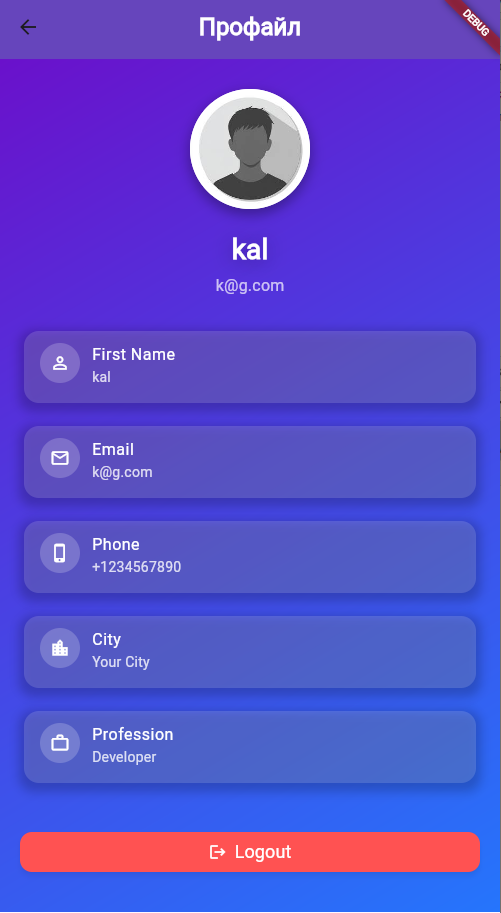 Профайл
DEBUG
kal
k@g.com
First Name
kal
Email
k@g.com
Phone
+1234567890
City
Your City
Profession
Developer
Logout